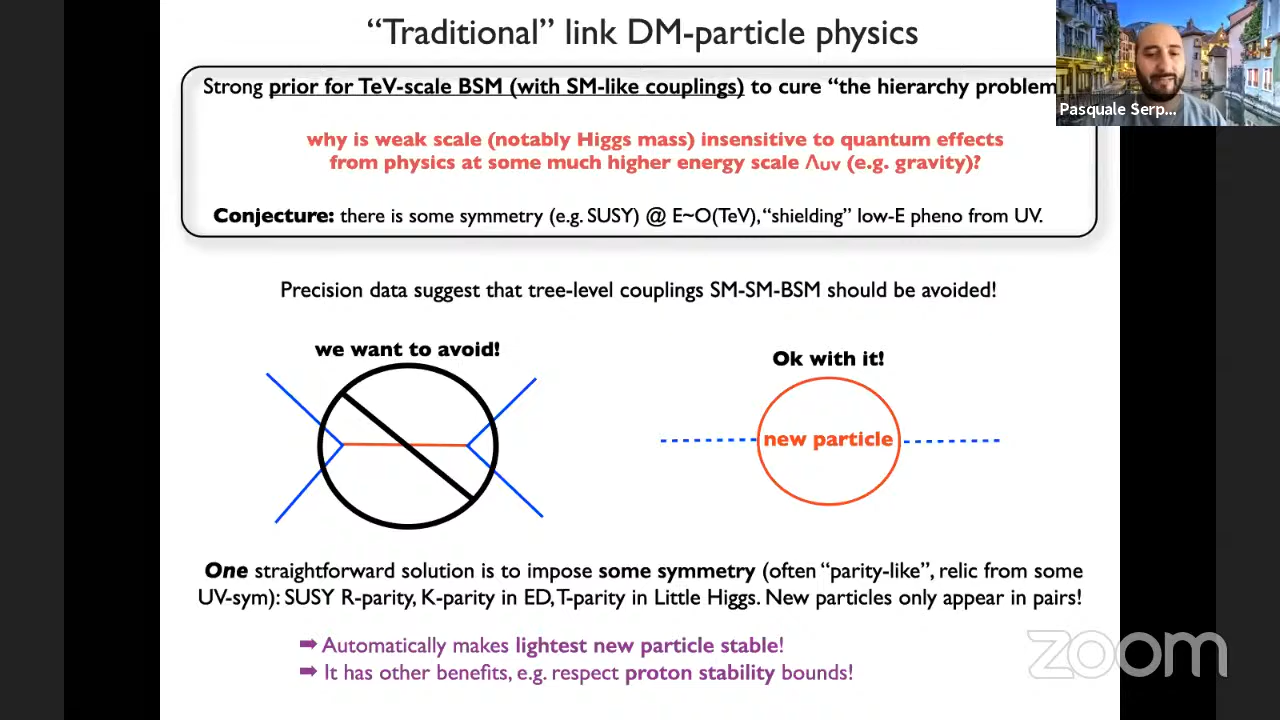 “Traditional” link DM-particle physics
Strong prior for TeV-scale BSM (with SM-like couplings) to cure “the hierarchy problem
why is weak scale (notably Higgs mass) insensitive to quantum effects
from physics at some much higher energy scale ΛUV (e.g. gravity)?
Conjecture: there is some symmetry (e.g. SUSY) @ E~O(TeV), “shielding” low-E pheno from UV.
Pasquale Serp...
Precision data suggest that tree-level couplings SM-SM-BSM should be avoided!
we want to avoid!
Ok with it!
new particle
One straightforward solution is to impose some symmetry (often “parity-like”, relic from some
UV-sym): SUSY R-parity, K-parity in ED, T-parity in Little Higgs. New particles only appear in pairs!
➡ Automatically makes lightest new particle stable!
➡ It has other benefits, e.g. respect proton stability bounds!
zoom